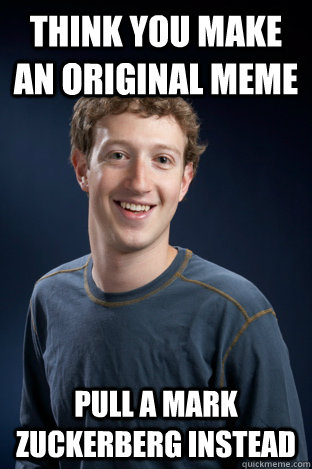 THINK YOU MAKE
AN ORIGINAL MEME
PULL A MARK
ZUCKERBERG INSTEAD
quickmeme.com